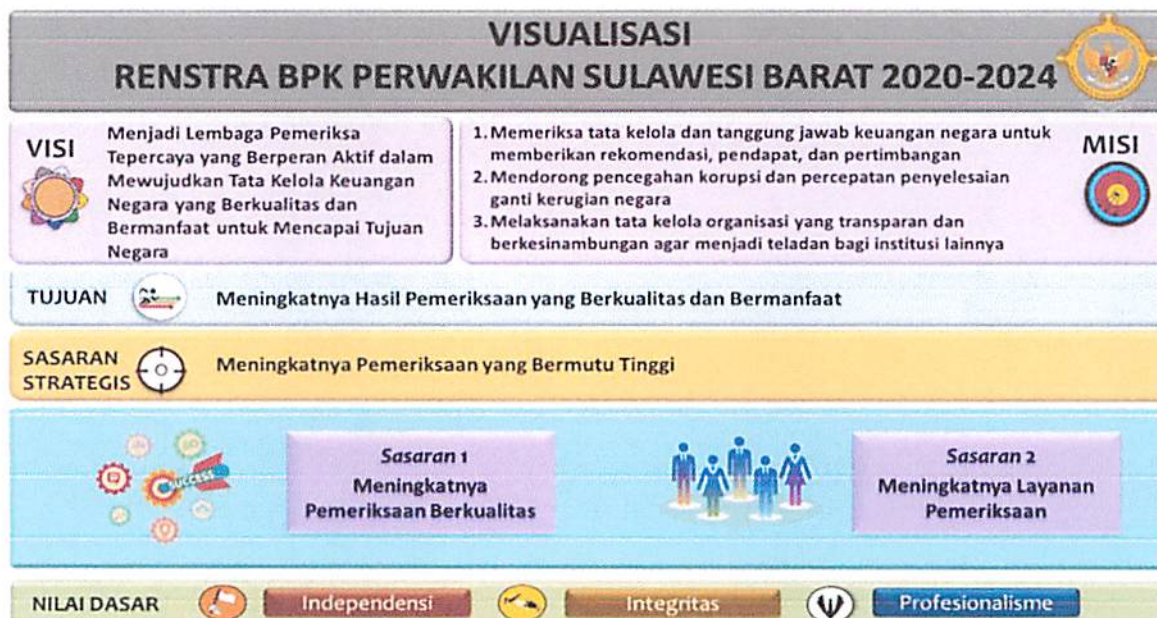 VISUALISASI
RENSTRA BPK PERWAKILAN SULAWESI BARAT 2020-2024
VISI
Menjadi Lembaga Pemeriksa
Tepercaya yang Berperan Aktif dalam
Mewujudkan Tata Kelola Keuangan
Negara yang Berkualitas dan
Bermanfaat untuk Mencapai Tujuan
Negara
1. Memeriksa tata kelola dan tanggung jawab keuangan negara untuk
memberikan rekomendasi, pendapat, dan pertimbangan
2. Mendorong pencegahan korupsi dan percepatan penyelesaian
ganti kerugian negara
3. Melaksanakan tata kelola organisasi yang transparan dan
berkesinambungan agar menjadi teladan bagi institusi lainnya
MISI
TUJUAN
Meningkatnya Hasil Pemeriksaan yang Berkualitas dan Bermanfaat
SASARAN
STRATEGIS
Meningkatnya Pemeriksaan yang Bermutu Tinggi
SUCCESS
Sasaran 1
Meningkatnya
Pemeriksaan Berkualitas
Sasaran 2
Meningkatnya Layanan
Pemeriksaan
NILAI DASAR
Independensi
Integritas
Profesionalisme